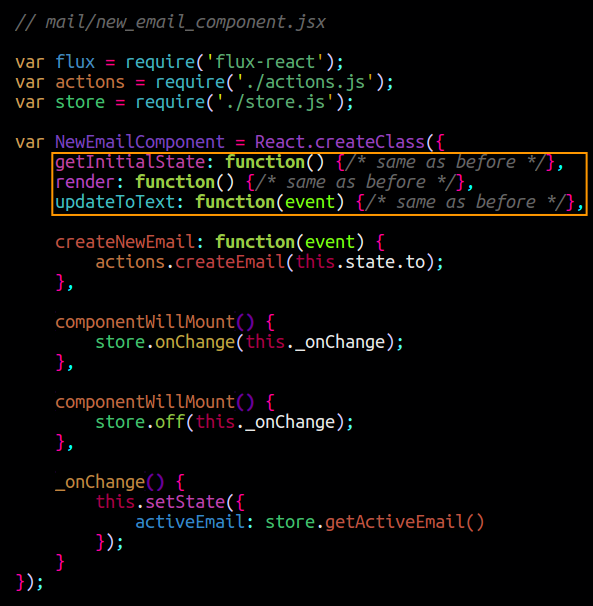 // mail/new_email_component.jsx
var flux = require('flux-react');
var actions = require('./actions.js');
var store = require('./store.js');
var NewEmailComponent = React.createClass({
getInitialState: function() {/* same as before */},
render: function() {/* same as before */},
updateToText: function(event) {/* same as before */},
createNewEmail: function(event) {
actions.createEmail(this.state.to);
},
componentWillMount() {
store.onChange(this._onChange);
},
componentWillMount() {
store.off(this._onChange);
},
_onChange() {
this.setState({
activeEmail: store.getActiveEmail()
});
}
});